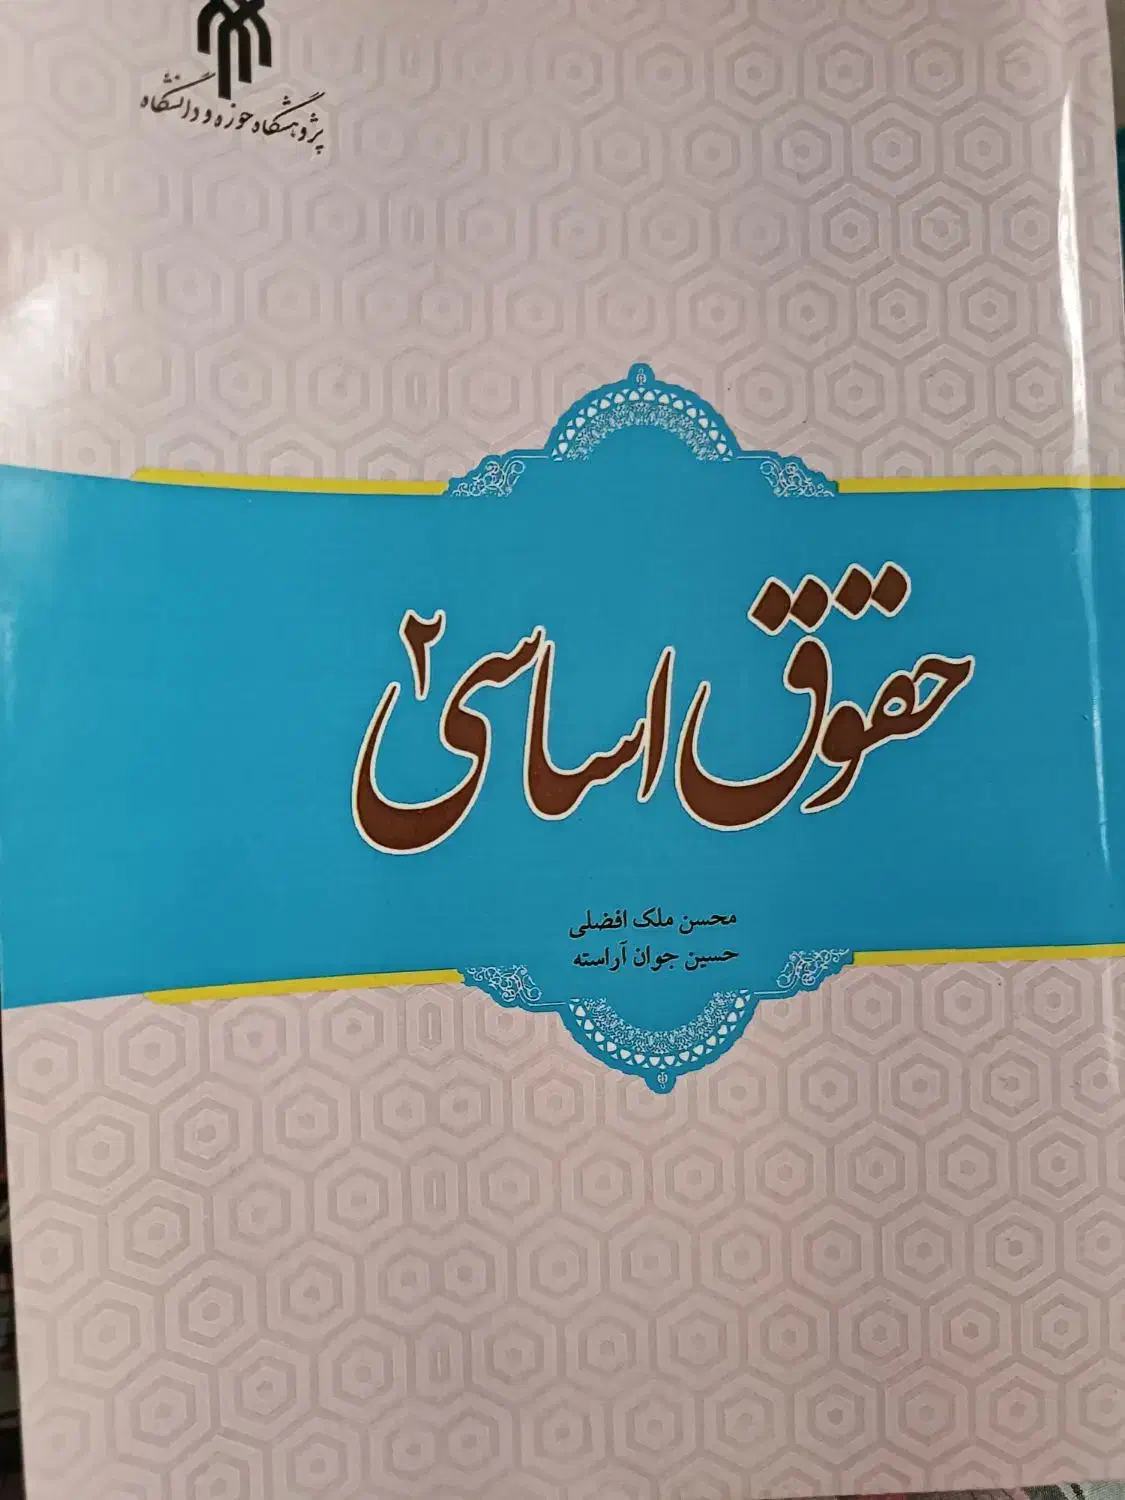 پژوهشگاه حوزه و دانشگاه
حقوق اساسی ۲
محسن ملک افضلی
حسین جوان آراسته